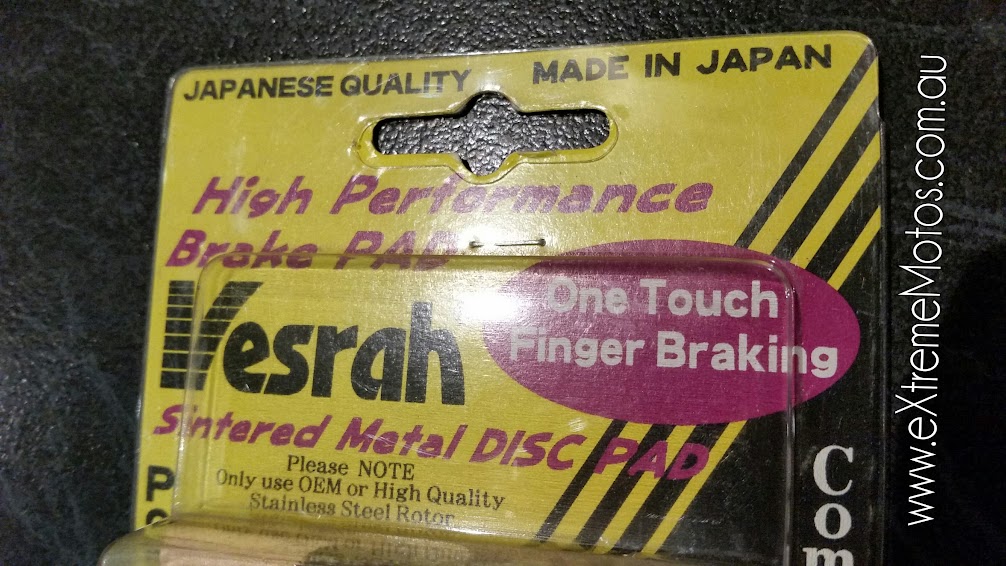 JAPANESE QUALITY MADE IN JAPAN
High Performance
Brake PAD
Vesrah
One Touch
Finger Braking
Sintered Metal DISC PAD
Please NOTE
Only use OEM or High Quality
Stainless Steel Rotor
Com
www.eXtremeMotos.com.au